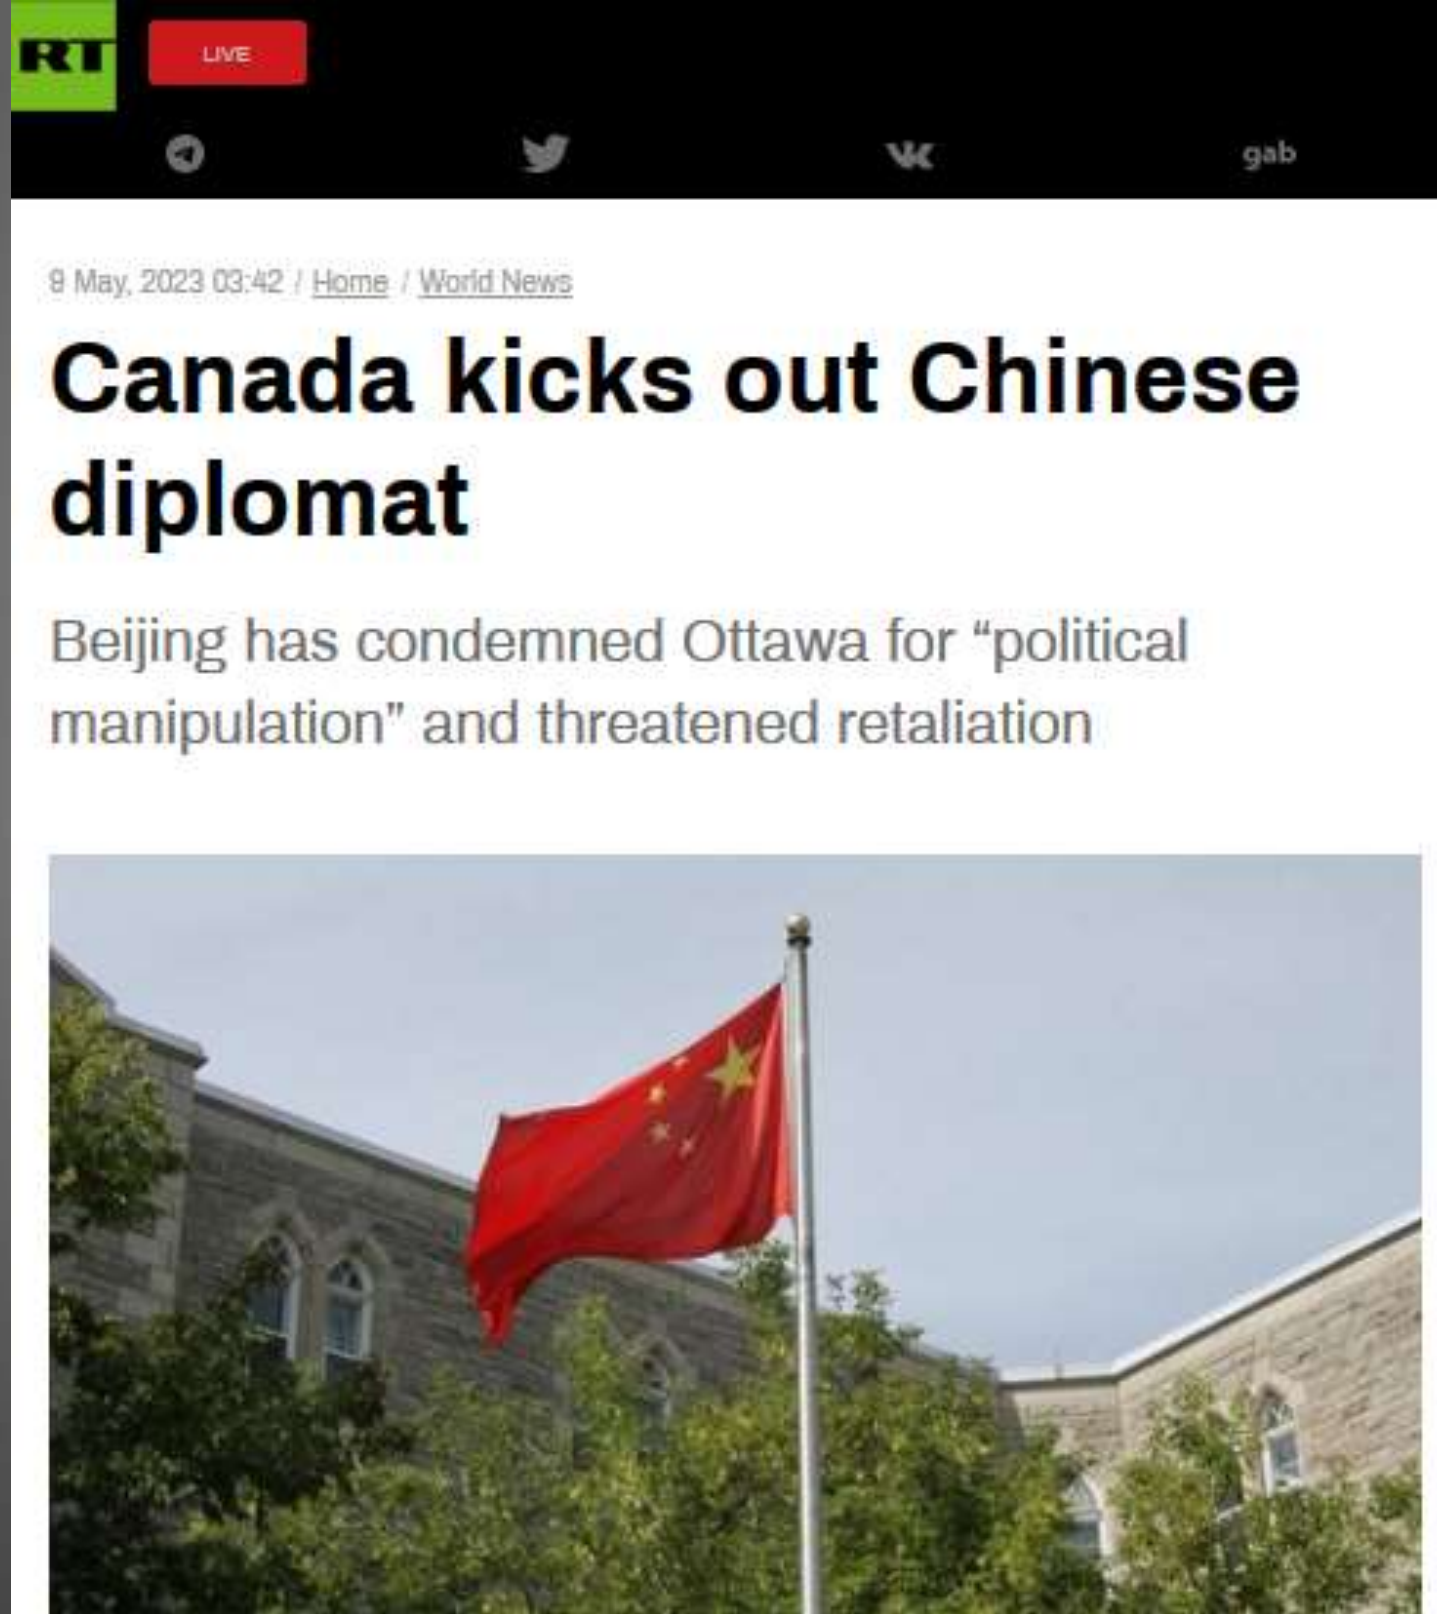 RT
LIVE
gab
9 May, 2023 03:42 / Home / World News
Canada kicks out Chinese
diplomat
Beijing has condemned Ottawa for “political
manipulation” and threatened retaliation